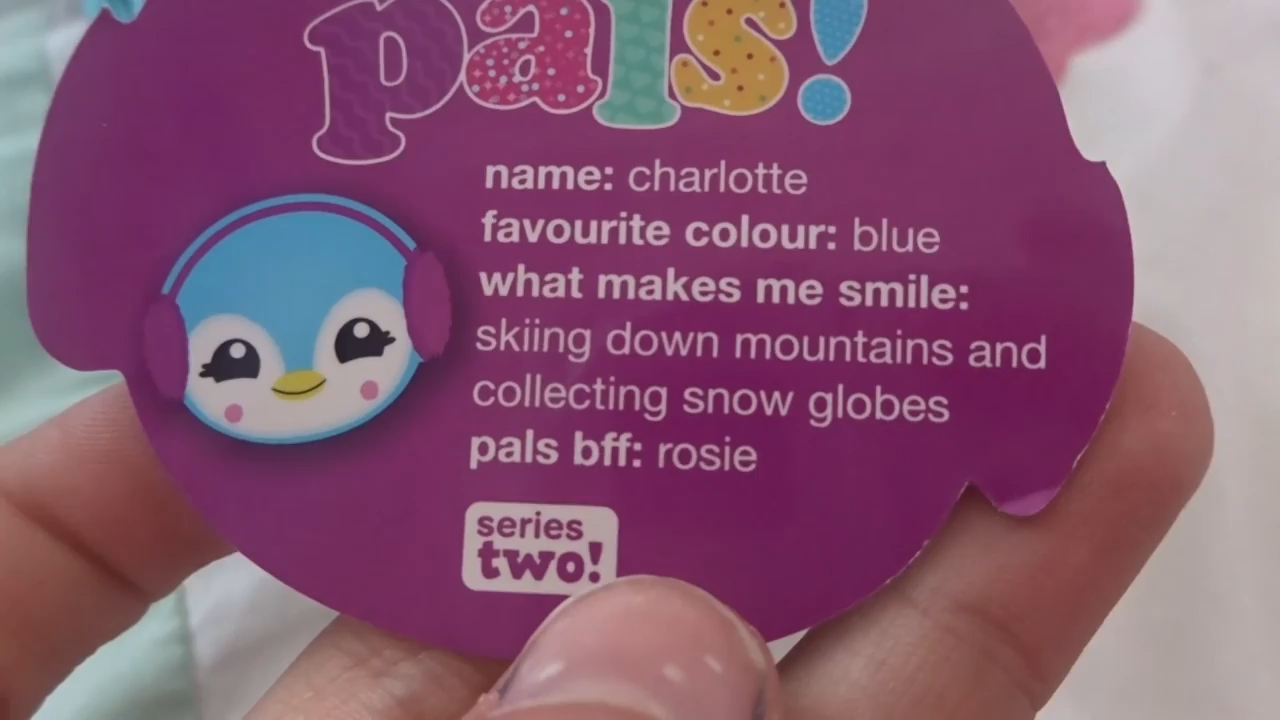 pals!
name: charlotte
favourite colour: blue
what makes me smile:
skiing down mountains and
collecting snow globes
pals bff: rosie
series
two!